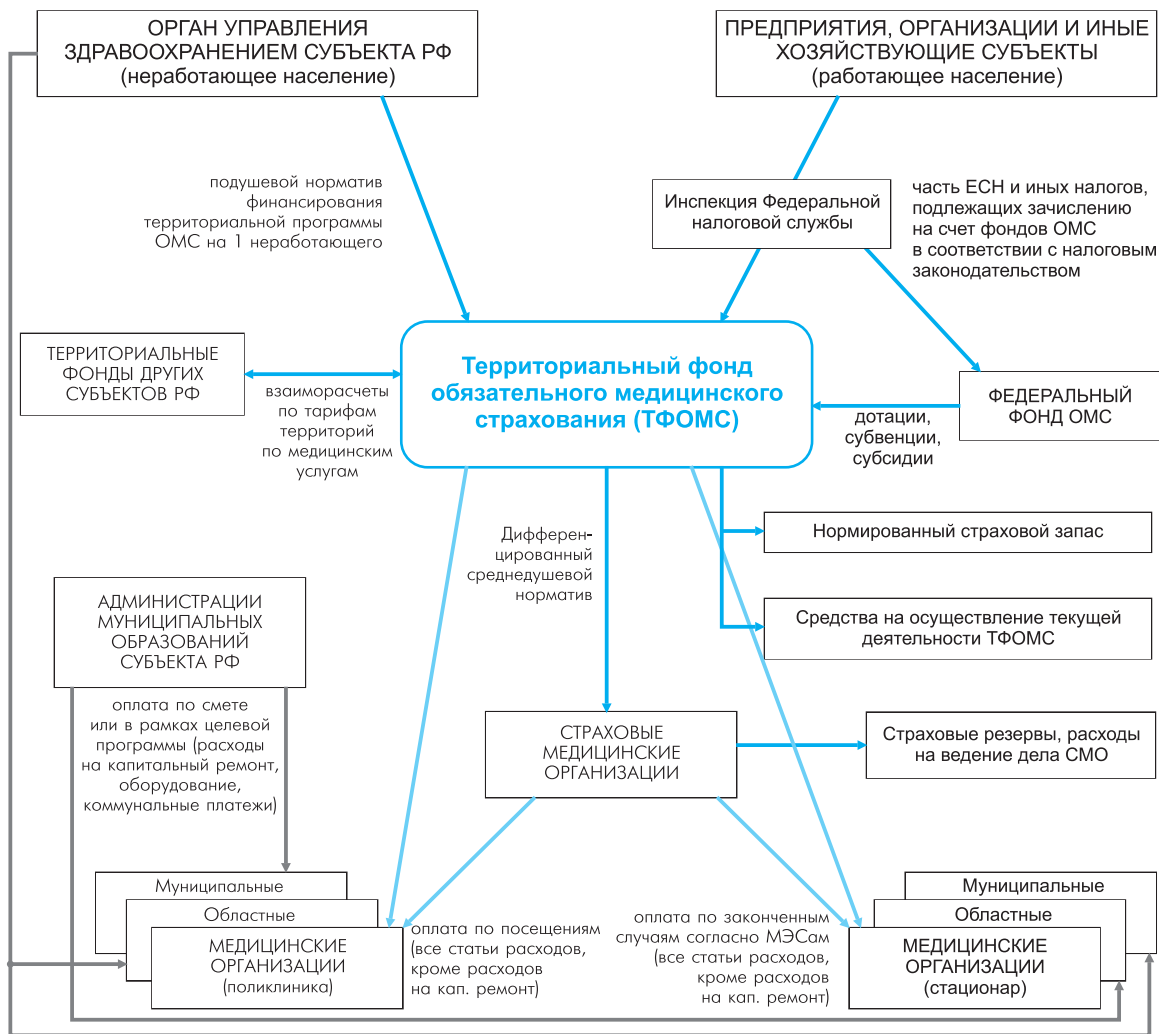 ОРГАН УПРАВЛЕНИЯ
ЗДРАВООХРАНЕНИЕМ СУБЪЕКТА РФ
(неработающее население)
ПРЕДПРИЯТИЯ, ОРГАНИЗАЦИИ И ИНЫЕ
ХОЗЯЙСТВУЮЩИЕ СУБЪЕКТЫ
(работающее население)
подушевой норматив
финансирования
территориальной программы
ОМС на 1 неработающего
Инспекция Федеральной
налоговой службы
часть ЕСН и иных налогов,
подлежащих зачислению
на счет фондов ОМС
в соответствии с налоговым
законодательством
ТЕРРИТОРИАЛЬНЫЕ
ФОНДЫ ДРУГИХ
СУБЪЕКТОВ РФ
взаиморасчеты
по тарифам
территорий
по медицинским
услугам
Территориальный фонд
обязательного медицинского
страхования (ТФОМС)
ФЕДЕРАЛЬНЫЙ
ФОНД ОМС
дотации,
субвенции,
субсидии
Дифферен-
цированный
среднедушевой
норматив
Нормированный страховой запас
Средства на осуществление текущей
деятельности ТФОМС
АДМИНИСТРАЦИИ
МУНИЦИПАЛЬНЫХ
ОБРАЗОВАНИЙ
СУБЪЕКТА РФ
оплата по смете
или в рамках целевой
программы (расходы
на капитальный ремонт,
оборудование,
коммунальные платежи)
СТРАХОВЫЕ
МЕДИЦИНСКИЕ
ОРГАНИЗАЦИИ
Страховые резервы, расходы
на ведение дела СМО
Муниципальные
Областные
МЕДИЦИНСКИЕ
ОРГАНИЗАЦИИ
(поликлиника)
оплата по посещениям
(все статьи расходов,
кроме расходов
на кап. ремонт)
оплата по законченным
случаям согласно МЭСам
(все статьи расходов,
кроме расходов
на кап. ремонт)
Муниципальные
Областные
МЕДИЦИНСКИЕ
ОРГАНИЗАЦИИ
(стационар)